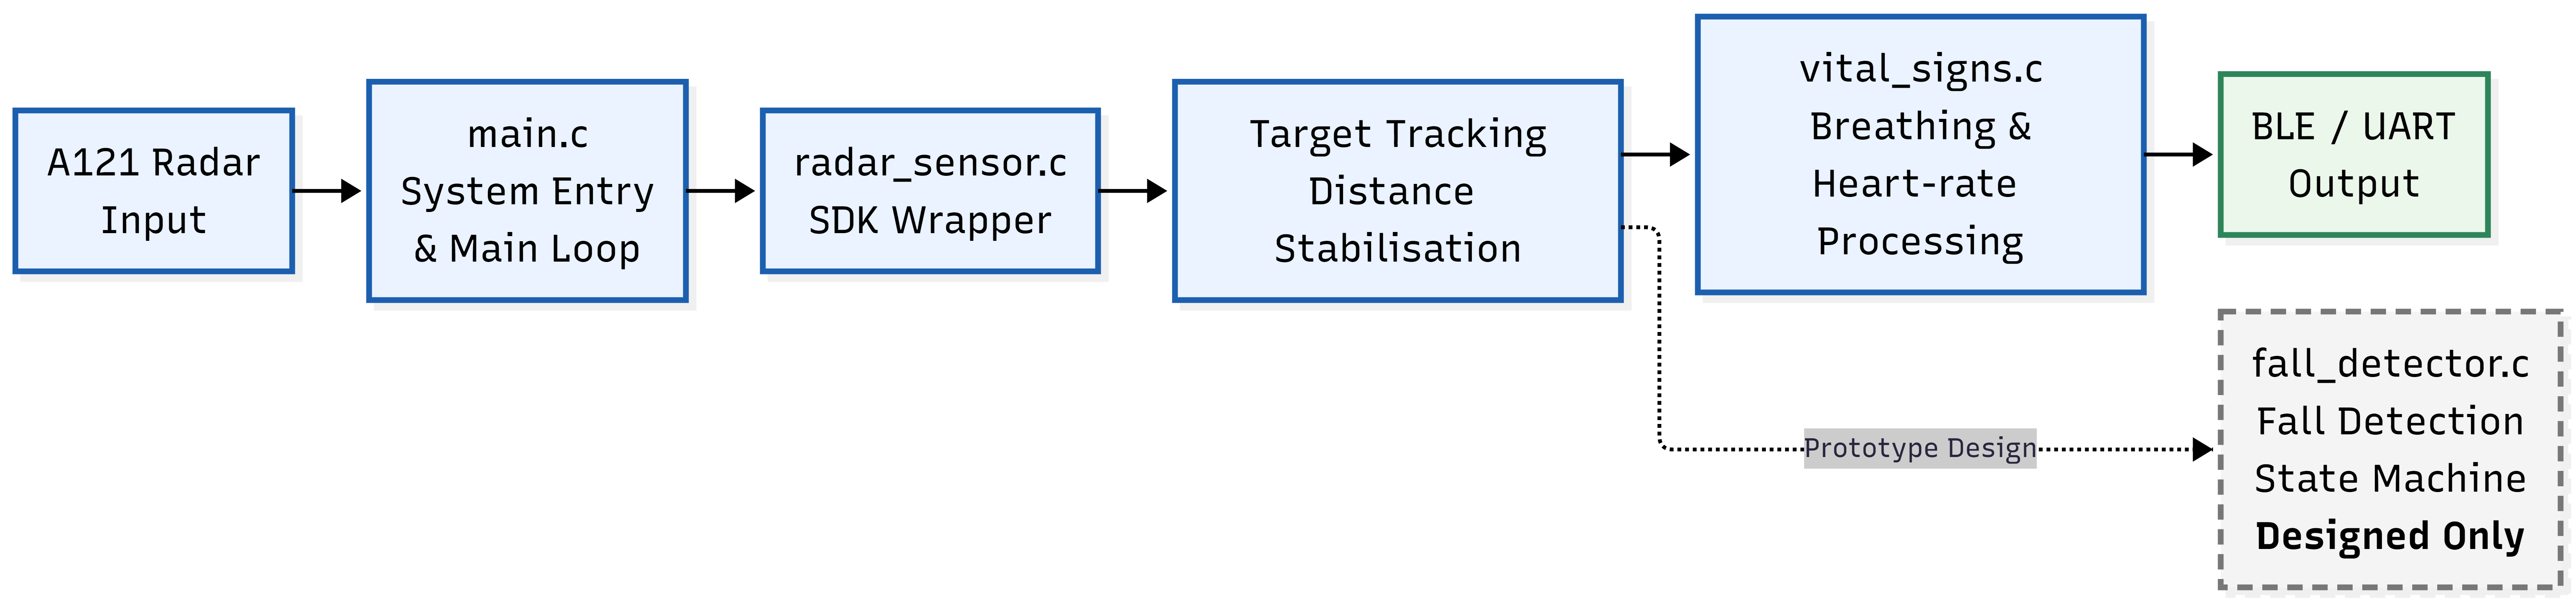 A121 Radar
Input
main.c
System Entry
& Main Loop
radar_sensor.c
SDK Wrapper
Target Tracking
Distance
Stabilisation
vital_signs.c
Breathing &
Heart-rate
Processing
BLE / UART
Output
Prototype Design
fall_detector.c
Fall Detection
State Machine
Designed Only